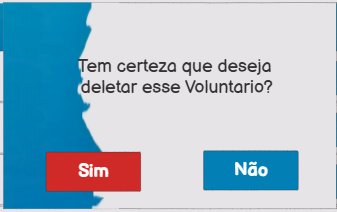 Tem certeza que deseja
deletar esse Voluntario?
Sim
Não